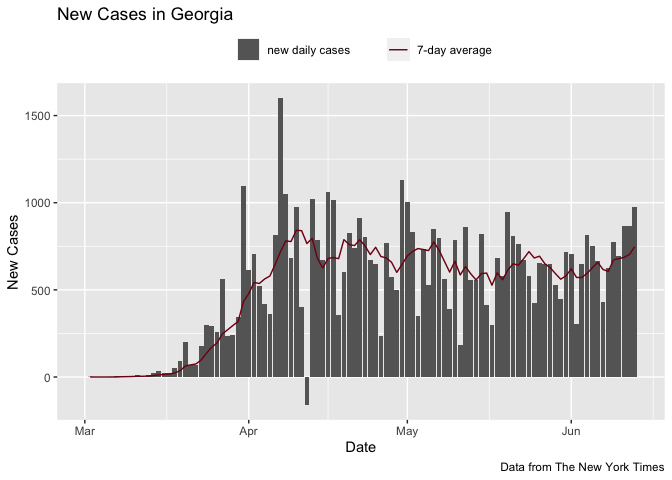 New Cases in Georgia
new daily cases 7-day average
1500
1000
500
0
New Cases
Mar Apr May Jun
Date
Data from The New York Times